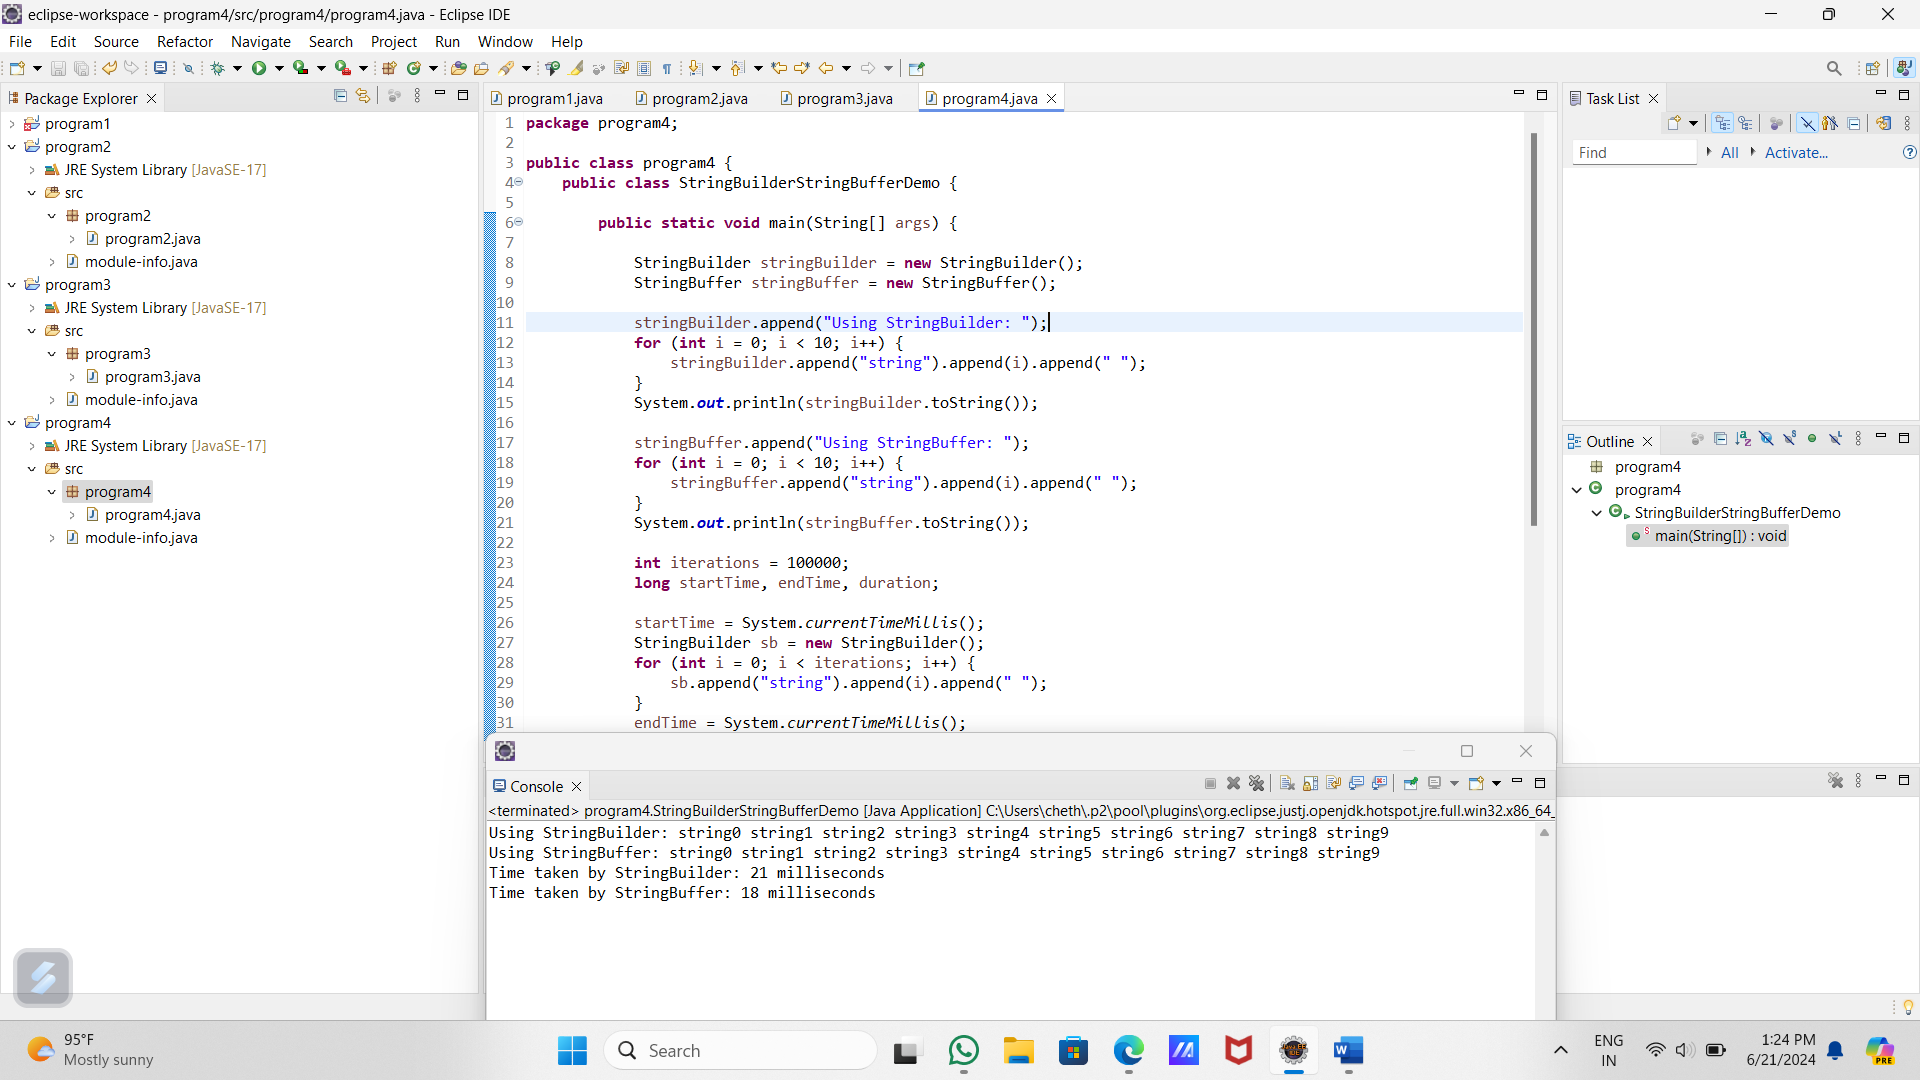 eclipse-workspace - program4/src/program4/program4.java - Eclipse IDE
File Edit Source Refactor Navigate Search Project Run Window Help
Package Explorer
program1
program2
JRE System Library [JavaSE-17]
src
program2
program2.java
module-info.java
program3
JRE System Library [JavaSE-17]
src
program3
program3.java
module-info.java
program4
JRE System Library [JavaSE-17]
src
program4
program4.java
module-info.java
program1.java program2.java program3.java program4.java
1 package program4;
2
3 public class program4 {
4 public class StringBuilderStringBufferDemo {
5
6 public static void main(String[] args) {
7
8 StringBuilder stringBuilder = new StringBuilder();
9 StringBuffer stringBuffer = new StringBuffer();
10
11 stringBuilder.append("Using StringBuilder: ");
12 for (int i = 0; i < 10; i++) {
13 stringBuilder.append("string").append(i).append(" ");
14 }
15 System.out.println(stringBuilder.toString());
16
17 stringBuffer.append("Using StringBuffer: ");
18 for (int i = 0; i < 10; i++) {
19 stringBuffer.append("string").append(i).append(" ");
20 }
21 System.out.println(stringBuffer.toString());
22
23 int iterations = 100000;
24 long startTime, endTime, duration;
25
26 startTime = System.currentTimeMillis();
27 StringBuilder sb = new StringBuilder();
28 for (int i = 0; i < iterations; i++) {
29 sb.append("string").append(i).append(" ");
30 }
31 endTime = System.currentTimeMillis();
Console
<terminated> program4.StringBuilderStringBufferDemo [Java Application] C:\Users\cheth\.p2\pool\plugins\org.eclipse.justj.openjdk.hotspot.jre.full.win32.x86_64_
Using StringBuilder: string0 string1 string2 string3 string4 string5 string6 string7 string8 string9
Using StringBuffer: string0 string1 string2 string3 string4 string5 string6 string7 string8 string9
Time taken by StringBuilder: 21 milliseconds
Time taken by StringBuffer: 18 milliseconds
Task List
Find All Activate...
Outline
program4
program4
StringBuilderStringBufferDemo
main(String[]) : void
95°F
Mostly sunny
Search
ENG
IN
1:24 PM
6/21/2024
PRE